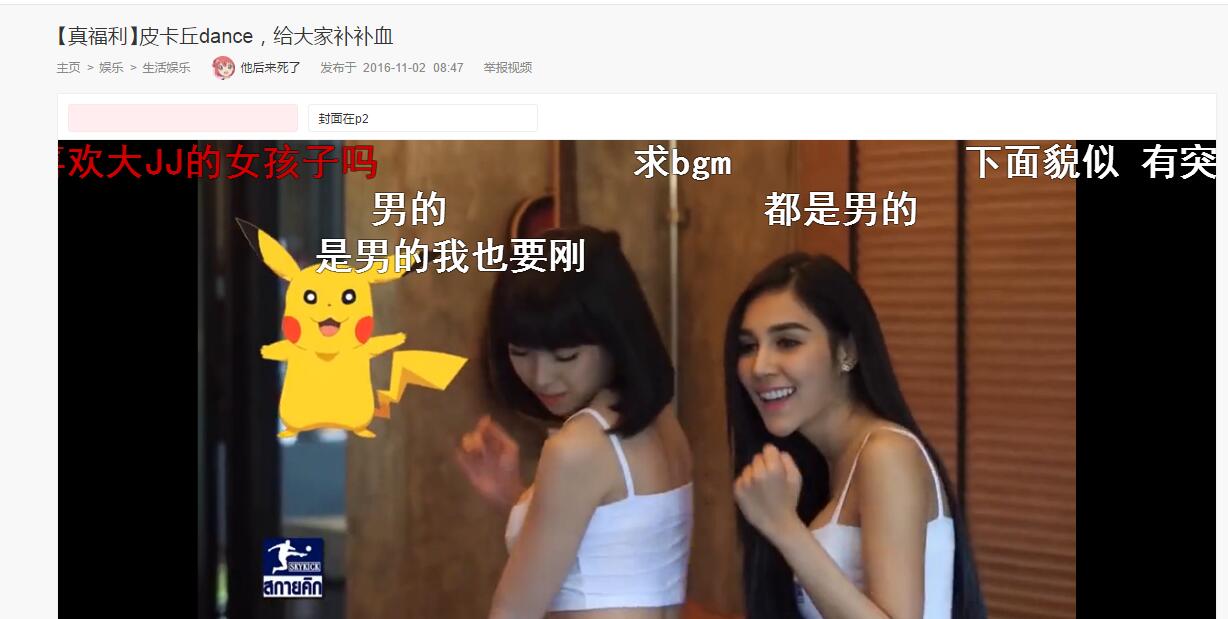 【真福利】皮卡丘dance，给大家补补血
主页 > 娱乐 > 生活娱乐 他后来死了 发布于 2016-11-02 08:47 举报视频
封面在p2
欢大JJ的女孩子吗 求bgm 下面貌似 有突
男的 都是男的
是男的我也要刚
SKYKICK
สกายคิก